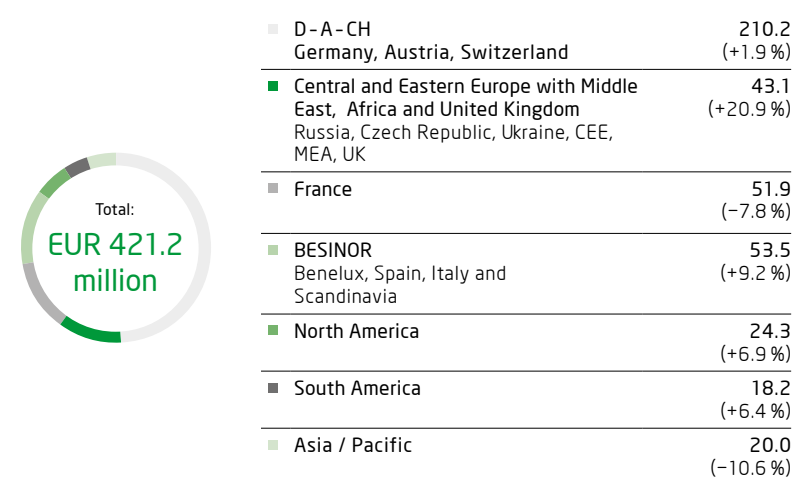 Total:
EUR 421.2
million
D-A-CH
210.2
Germany, Austria, Switzerland
(+1.9 %)
Central and Eastern Europe with Middle
43.1
East, Africa and United Kingdom
(+20.9 %)
Russia, Czech Republic, Ukraine, CEE,
MEA, UK
France
51.9
(−7.8 %)
BESINOR
53.5
Benelux, Spain, Italy and
(+9.2 %)
Scandinavia
North America
24.3
(+6.9 %)
South America
18.2
(+6.4 %)
Asia / Pacific
20.0
(−10.6 %)